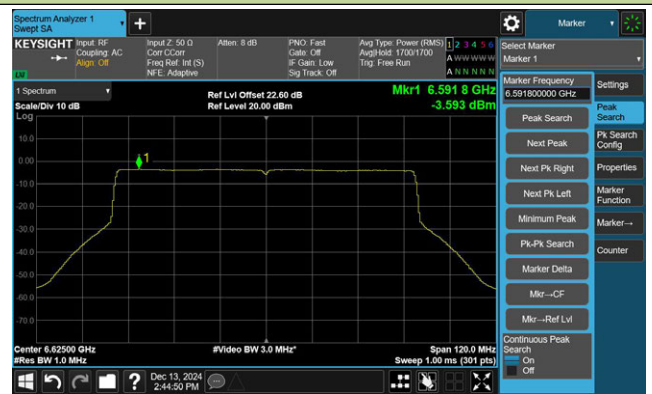 Spectrum Analyzer 1
Swept SA
+
Marker
KEYSIGHT
Input: RF
Coupling: AC
Align: Off
Input Z: 50 Ω
Corr CCorr
Freq Ref: Int (S)
NFE: Adaptive
Atten: 8 dB
PNO: Fast
Gate: Off
IF Gain: Low
Sig Track: Off
Avg Type: Power (RMS)
Avg|Hold: 1700/1700
Trig: Free Run
1 2 3 4 5 6
A W W W W W
A N N N N N
Select Marker
Marker 1
1 Spectrum
Scale/Div 10 dB
Log
Ref Lvl Offset 22.60 dB
Ref Level 20.00 dBm
Mkr1 6.591 8 GHz
-3.593 dBm
Marker Frequency
6.591800000 GHz
Settings
Peak Search
Peak
Search
Next Peak
Pk Search
Config
Next Pk Right
Properties
Next Pk Left
Marker
Function
Minimum Peak
Marker→
Pk-Pk Search
Counter
Marker Delta
Mkr→CF
Mkr→Ref Lvl
Continuous Peak
Search
On
Off
10.0
0.00
1
-10.0
-20.0
-30.0
-40.0
-50.0
-60.0
-70.0
Center 6.62500 GHz
#Res BW 1.0 MHz
#Video BW 3.0 MHz*
Span 120.0 MHz
Sweep 1.00 ms (301 pts)
?
Dec 13, 2024
2:44:50 PM